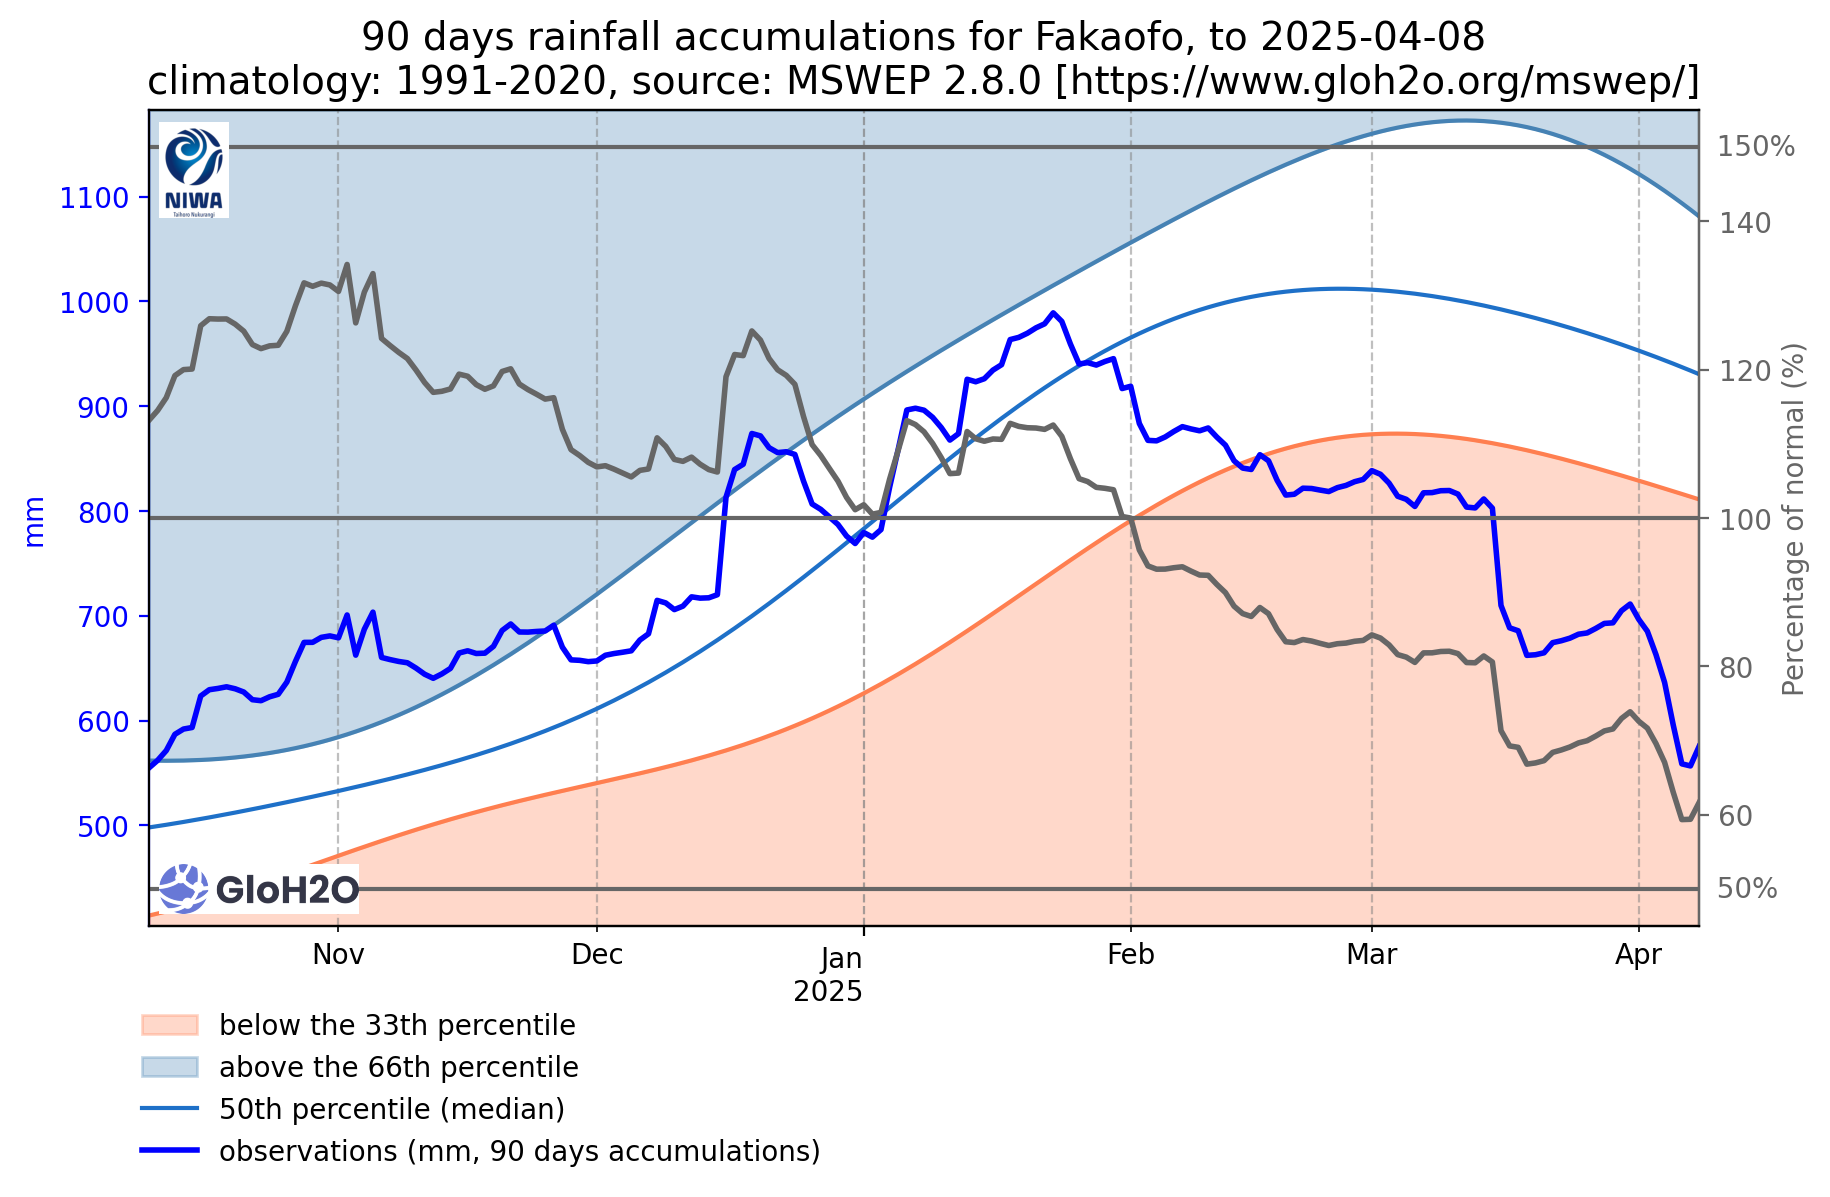 90 days rainfall accumulations for Fakaofo, to 2025-04-08
climatology: 1991-2020, source: MSWEP 2.8.0 [https://www.gloh2o.org/mswep/]
NIWA
Taihoro Nukurangi
1100
1000
900
800
700
600
500
mm
150%
140
120
100
80
60
50%
Percentage of normal (%)
GloH2O
Nov
Dec
Jan
2025
Feb
Mar
Apr
below the 33th percentile
above the 66th percentile
50th percentile (median)
observations (mm, 90 days accumulations)